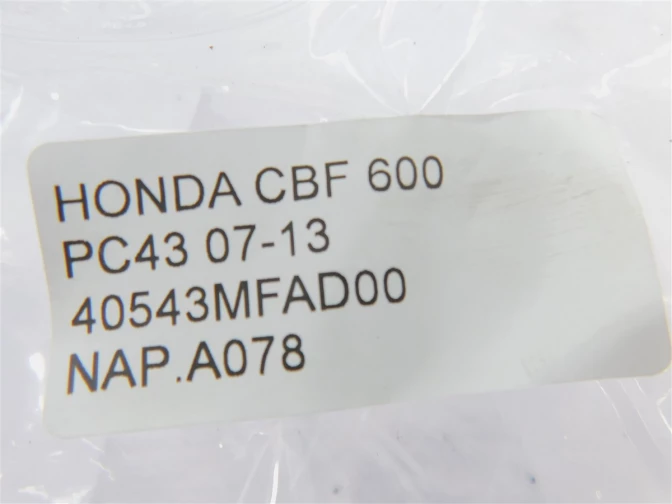 HONDA CBF 600
PC43 07-13
40543MFAD00
NAP.A078